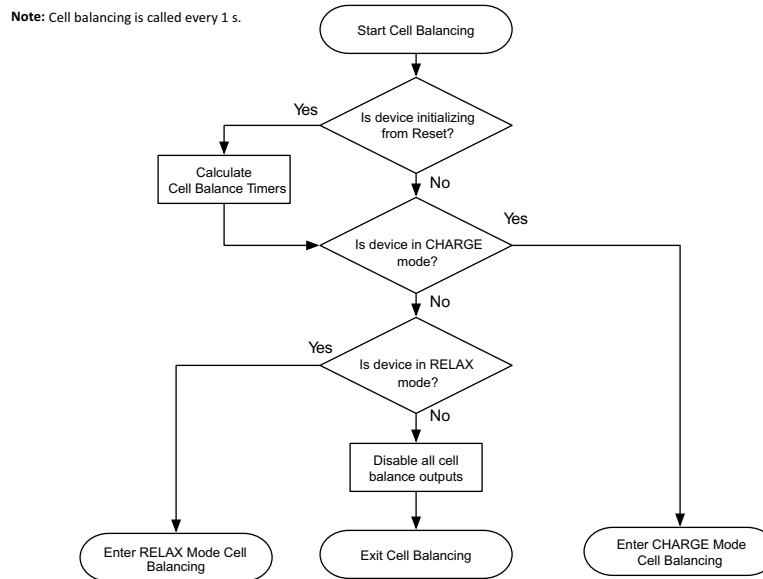 Note: Cell balancing is called every 1 s.
Start Cell Balancing
Yes
Is device initializing
from Reset?
Calculate
Cell Balance Timers
No
Yes
Is device in CHARGE
mode?
No
Yes
Is device in RELAX
mode?
No
Disable all cell
balance outputs
Enter RELAX Mode Cell
Balancing
Exit Cell Balancing
Enter CHARGE Mode
Cell Balancing